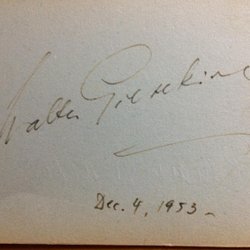 Walter Gieseking
Dec. 4, 1953 -